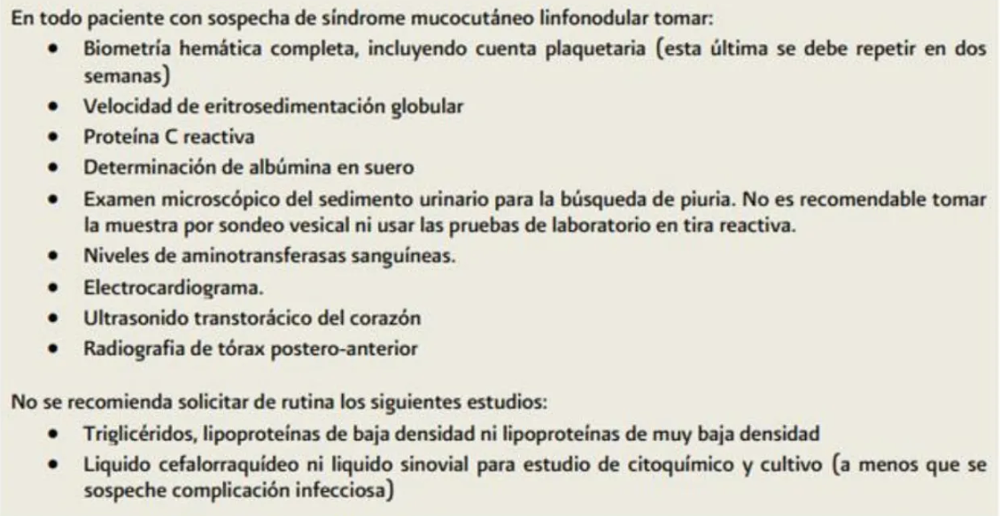 En todo paciente con sospecha de síndrome mucocutáneo linfonodular tomar:
• Biometría hemática completa, incluyendo cuenta plaquetaria (esta última se debe repetir en dos
semanas)
• Velocidad de eritrosedimentación globular
• Proteína C reactiva
• Determinación de albúmina en suero
• Examen microscópico del sedimento urinario para la búsqueda de piuria. No es recomendable tomar
la muestra por sondeo vesical ni usar las pruebas de laboratorio en tira reactiva.
• Niveles de aminotransferasas sanguíneas.
• Electrocardiograma.
• Ultrasonido transtorácico del corazón
• Radiografia de tórax postero-anterior
No se recomienda solicitar de rutina los siguientes estudios:
• Triglicéridos, lipoproteínas de baja densidad ni lipoproteínas de muy baja densidad
• Liquido cefalorraquídeo ni liquido sinovial para estudio de citoquímico y cultivo (a menos que se
sospeche complicación infecciosa)